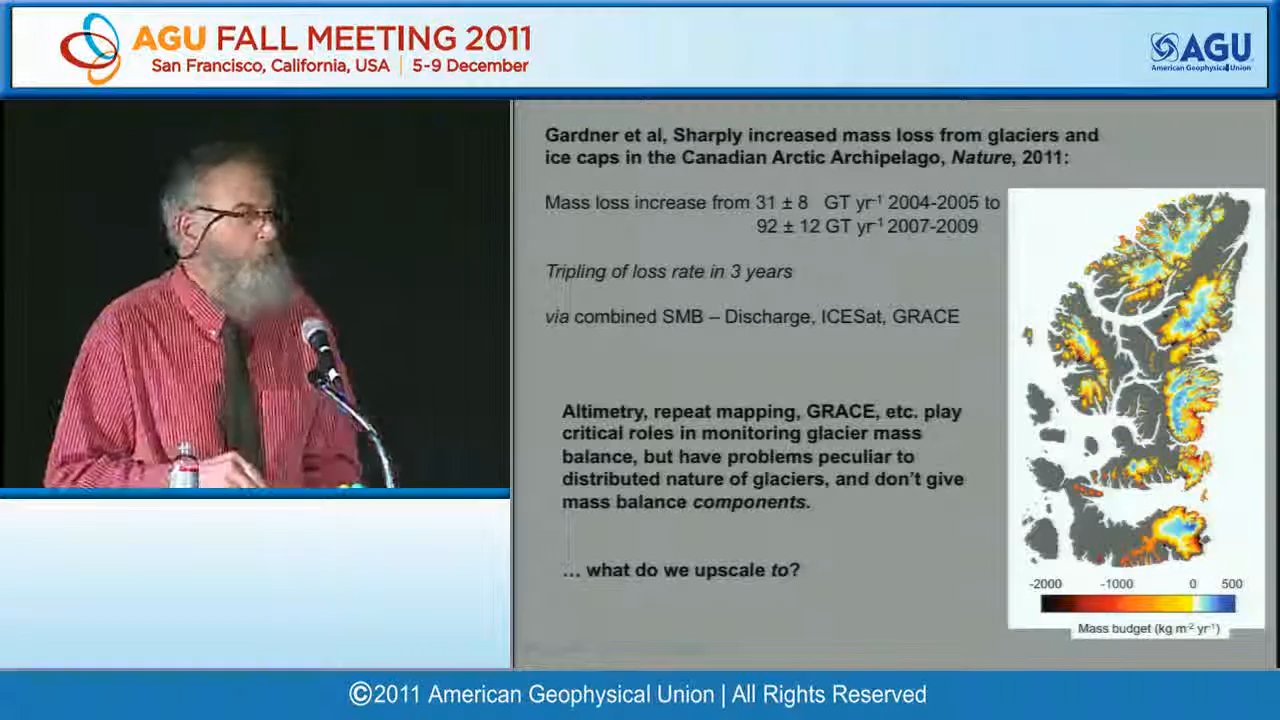 AGU FALL MEETING 2011
San Francisco, California, USA | 5-9 December
AGU
American Geophysical Union
Gardner et al, Sharply increased mass loss from glaciers and
ice caps in the Canadian Arctic Archipelago, Nature, 2011:
Mass loss increase from 31 ± 8 GT yr⁻¹ 2004-2005 to
92 ± 12 GT yr⁻¹ 2007-2009
Tripling of loss rate in 3 years
via combined SMB – Discharge, ICESat, GRACE
Altimetry, repeat mapping, GRACE, etc. play
critical roles in monitoring glacier mass
balance, but have problems peculiar to
distributed nature of glaciers, and don't give
mass balance components.
... what do we upscale to?
-2000 -1000 0 500
Mass budget (kg m⁻² yr⁻¹)
©2011 American Geophysical Union | All Rights Reserved